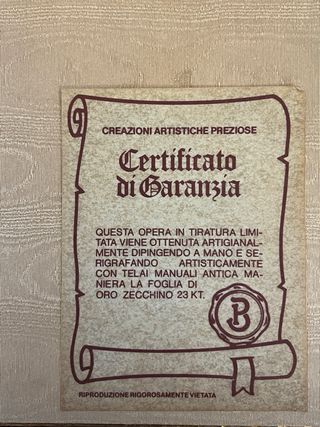 CREAZIONI ARTISTICHE PREZIOSE
Certificato
di Garanzia
QUESTA OPERA IN TIRATURA LIMI-
TATA VIENE OTTENUTA ARTIGIANAL-
MENTE DIPINGENDO A MANO E SE-
RIGRAFANDO ARTISTICAMENTE
CON TELAI MANUALI ANTICA MA-
NIERA LA FOGLIA DI
ORO ZECCHINO 23 KT.
B
RIPRODUZIONE RIGOROSAMENTE VIETATA